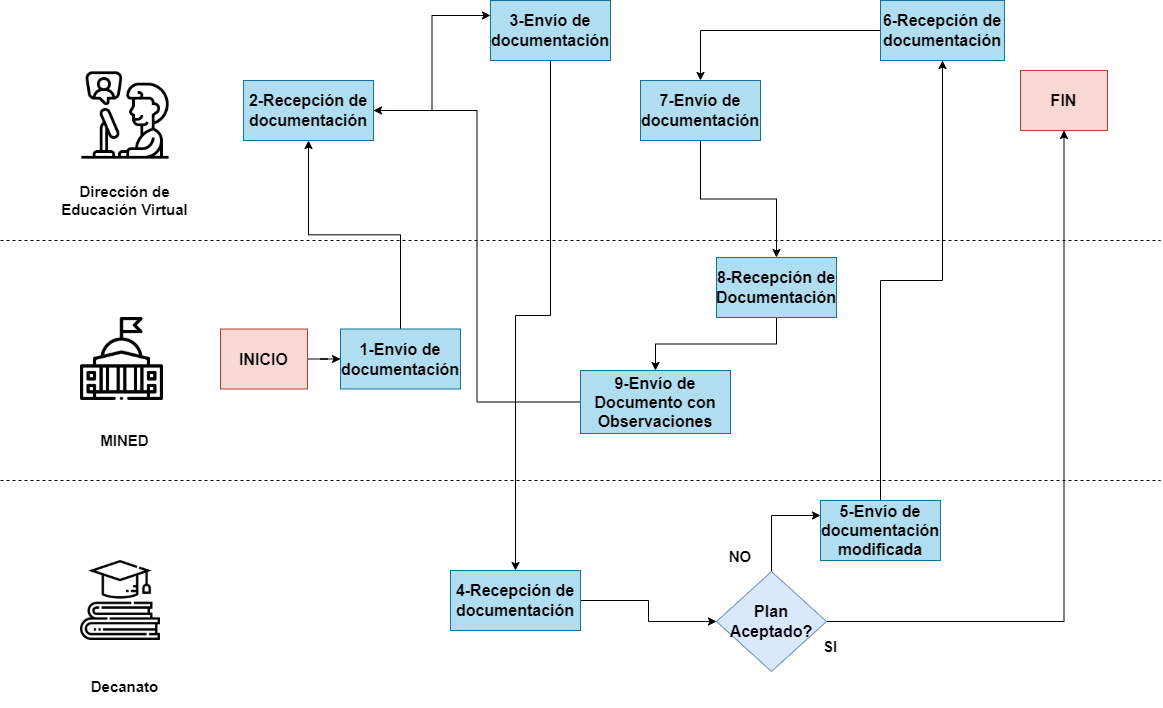 3-Envío de
documentación
6-Recepción de
documentación
2-Recepción de
documentación
7-Envío de
documentación
FIN
Dirección de
Educación Virtual
8-Recepción de
Documentación
INICIO
1-Envío de
documentación
9-Envío de
Documento con
Observaciones
MINED
5-Envío de
documentación
modificada
NO
4-Recepción de
documentación
Plan
Aceptado?
SI
Decanato